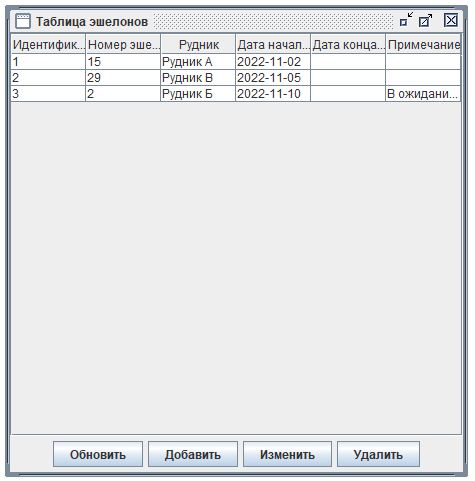 Таблица эшелонов
Идентифик... Номер эше... Рудник Дата начал... Дата конца... Примечание
1 15 Рудник А 2022-11-02
2 29 Рудник В 2022-11-05
3 2 Рудник Б 2022-11-10 В ожидани...
Обновить Добавить Изменить Удалить